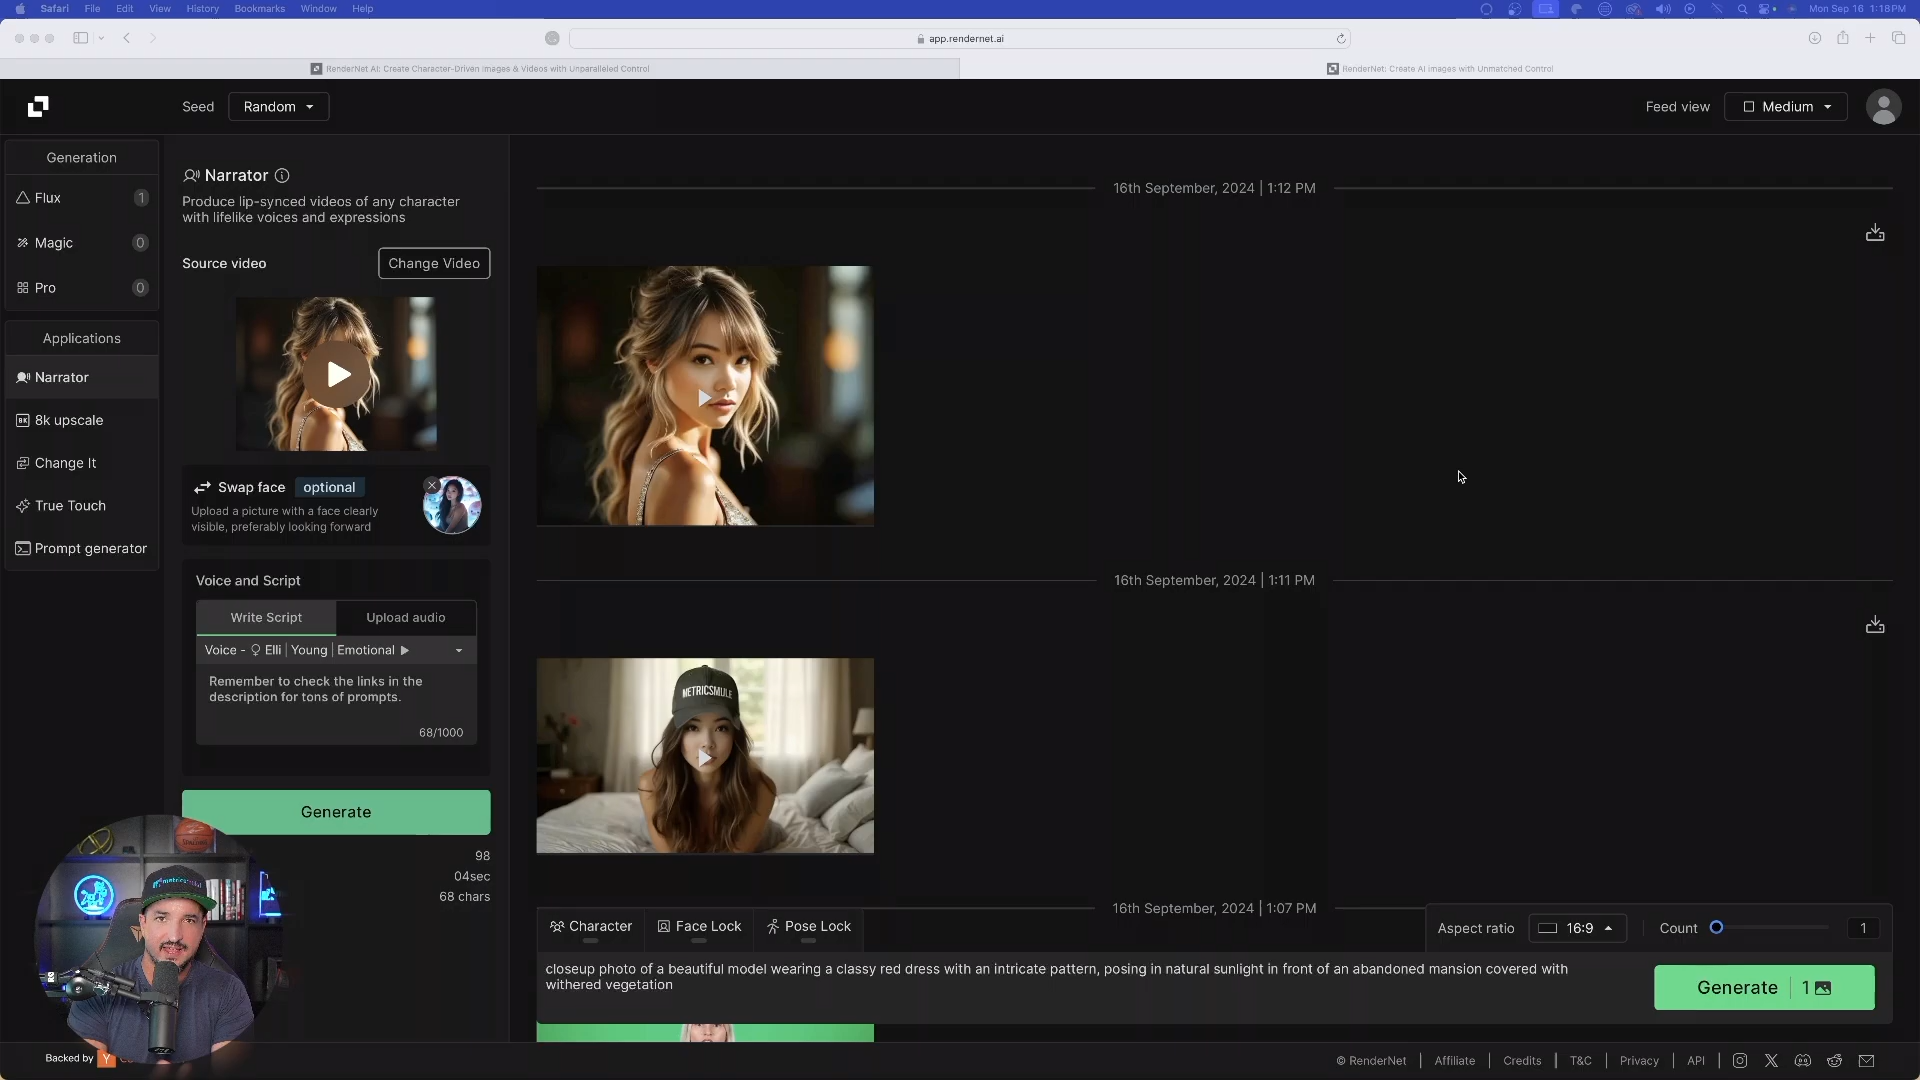 Safari File Edit View History Bookmarks Window Help Mon Sep 16 1:18PM
app.rendernet.ai
RenderNet AI: Create Character-Driven images & Videos with Unparalleled Control
RenderNet: Create AI images with Unmatched Control
Seed Random Feed view Medium
Generation
Flux 1
Magic 0
Pro 0
Applications
Narrator
8K 8k upscale
Change It
True Touch
Prompt generator
Narrator
Produce lip-synced videos of any character
with lifelike voices and expressions
Source video Change Video
Swap face optional
Upload a picture with a face clearly
visible, preferably looking forward
Voice and Script
Write Script Upload audio
Voice - ♀ Elli | Young | Emotional
Remember to check the links in the
description for tons of prompts.
68/1000
Generate
98
04sec
68 chars
16th September, 2024 | 1:12 PM
16th September, 2024 | 1:11 PM
METRICSMULE
16th September, 2024 | 1:07 PM
Character Face Lock Pose Lock
Aspect ratio 16:9 Count 1
closeup photo of a beautiful model wearing a classy red dress with an intricate pattern, posing in natural sunlight in front of an abandoned mansion covered with
withered vegetation
Generate 1
Backed by Y
© RenderNet | Affiliate | Credits | T&C | Privacy | API